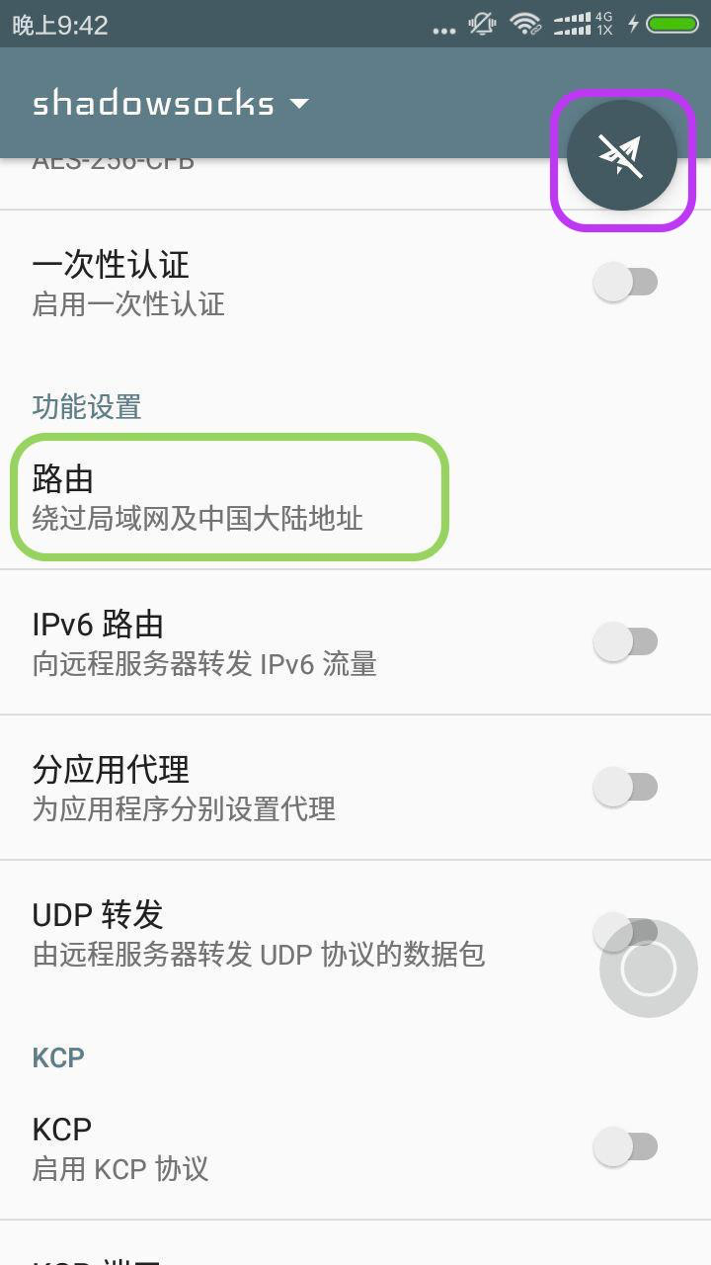 晚上9:42
4G
1X
shadowsocks
AES-256-CFB
一次性认证
启用一次性认证
功能设置
路由
绕过局域网及中国大陆地址
IPv6 路由
向远程服务器转发 IPv6 流量
分应用代理
为应用程序分别设置代理
UDP 转发
由远程服务器转发 UDP 协议的数据包
KCP
KCP
启用 KCP 协议
KCP 端口